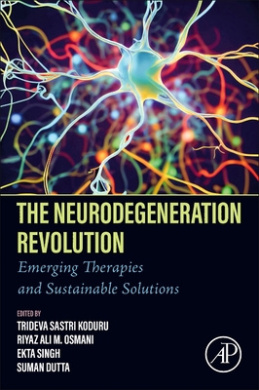 THE NEURODEGENERATION
REVOLUTION
Emerging Therapies
and Sustainable Solutions
EDITED BY
TRIDEVA SASTRI KODURU
RIYAZ ALI M. OSMANI
EKTA SINGH
SUMAN DUTTA
AP